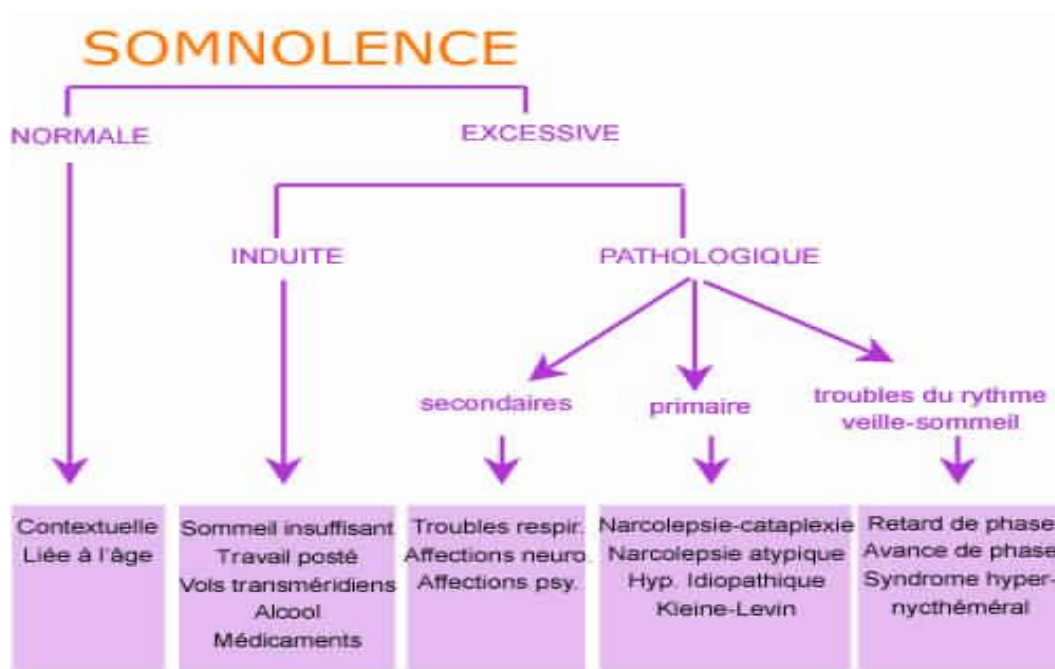 SOMNOLENCE
NORMALE
EXCESSIVE
INDUITE
PATHOLOGIQUE
secondaires
primaire
troubles du rythme
veille-sommeil
Contextuelle
Liée à l'âge
Sommeil insuffisant
Travail posté
Vols transméridiens
Alcool
Médicaments
Troubles respir.
Affections neuro.
Affections psy.
Narcolepsie-cataplexie
Narcolepsie atypique
Hyp. Idiopathique
Kleine-Levin
Retard de phase
Avance de phase
Syndrome hyper-
nycthéméral